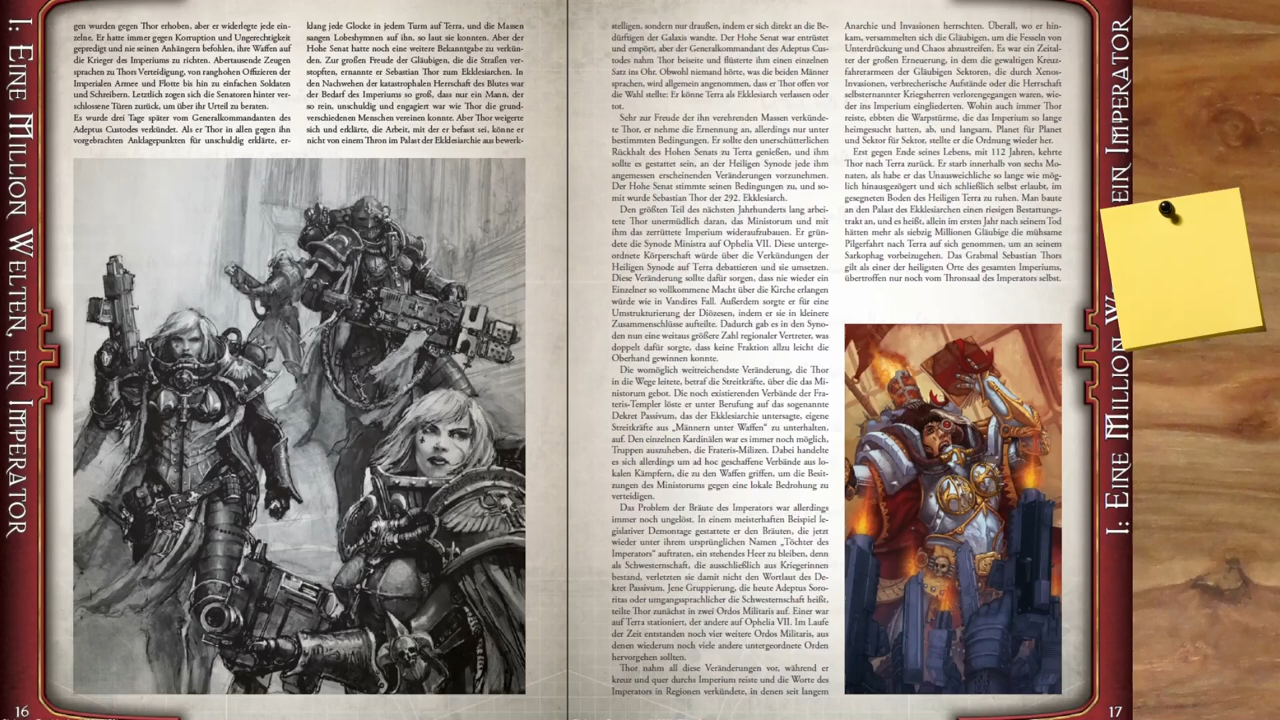 I: Eine Million Welten, ein Imperator
gen wurden gegen Thor erhoben, aber er widerlegte jede ein-
zelne. Er hatte immer gegen Korruption und Ungerechtigkeit
gepredigt und nie seinen Anhängern befohlen, ihre Waffen auf
die Krieger des Imperiums zu richten. Abertausende Zeugen
sprachen zu Thors Verteidigung, von ranghohen Offizieren der
Imperialen Armee und Flotte bis hin zu einfachen Soldaten
und Schreibern. Letztlich zogen sich die Senatoren hinter ver-
schlossene Türen zurück, um über ihr Urteil zu beraten.
Es wurde drei Tage später vom Generalkommandanten des
Adeptus Custodes verkündet. Als er Thor in allen gegen ihn
vorgebrachten Anklagepunkten für unschuldig erklärte, er-
klang jede Glocke in jedem Turm auf Terra, und die Massen
sangen Lobeshymnen auf ihn, so laut sie konnten. Aber der
Hohe Senat hatte noch eine weitere Bekanntgabe zu verkün-
den. Zur großen Freude der Gläubigen, die die Straßen ver-
stopften, ernannte er Sebastian Thor zum Ekklesiarchen. In
den Nachwehen der katastrophalen Herrschaft des Blutes war
der Bedarf des Imperiums so groß, dass nur ein Mann, der
so rein, unschuldig und engagiert war wie Thor die grund-
verschiedenen Menschen vereinen konnte. Aber Thor weigerte
sich und erklärte, die Arbeit, mit der er befasst sei, könne er
nicht von einem Thron im Palast der Ekklesiarchie aus bewerk-
16
stelligen, sondern nur draußen, indem er sich direkt an die Be-
dürftigen der Galaxis wandte. Der Hohe Senat war entrüstet
und empört, aber der Generalkommandant des Adeptus Cus-
todes nahm Thor beiseite und flüsterte ihm einen einzelnen
Satz ins Ohr. Obwohl niemand hörte, was die beiden Männer
sprachen, wird allgemein angenommen, dass er Thor offen vor
die Wahl stellte: Er könne Terra als Ekklesiarch verlassen oder
tot.
Sehr zur Freude der ihn verehrenden Massen verkünde-
te Thor, er nehme die Ernennung an, allerdings nur unter
bestimmten Bedingungen. Er sollte den unerschütterlichen
Rückhalt des Hohen Senats zu Terra genießen, und ihm
sollte es gestattet sein, an der Heiligen Synode jede ihm
angemessen erscheinenden Veränderungen vorzunehmen.
Der Hohe Senat stimmte seinen Bedingungen zu, und so-
mit wurde Sebastian Thor der 292. Ekklesiarch.
Den größten Teil des nächsten Jahrhunderts lang arbei-
tete Thor unermüdlich daran, das Ministorum und mit
ihm das zerrüttete Imperium wideraufzubauen. Er grün-
dete die Synode Ministra auf Ophelia VII. Diese unterge-
ordnete Körperschaft würde über die Verkündungen der
Heiligen Synode auf Terra debattieren und sie umsetzen.
Diese Veränderung sollte dafür sorgen, dass nie wieder ein
Einzelner so vollkommene Macht über die Kirche erlangen
würde wie in Vandires Fall. Außerdem sorgte er für eine
Umstrukturierung der Diözesen, indem er sie in kleinere
Zusammenschlüsse aufteilte. Dadurch gab es in den Syno-
den nun eine weitaus größere Zahl regionaler Vertreter, was
doppelt dafür sorgte, dass keine Fraktion allzu leicht die
Oberhand gewinnen konnte.
Die womöglich weitreichendste Veränderung, die Thor
in die Wege leitete, betraf die Streitkräfte, über die das Mi-
nistorum gebot. Die noch existierenden Verbände der Fra-
teris-Templer löste er unter Berufung auf das sogenannte
Dekret Passivum, das der Ekklesiarchie untersagte, eigene
Streitkräfte aus „Männern unter Waffen“ zu unterhalten,
auf. Den einzelnen Kardinälen war es immer noch möglich,
Truppen auszuheben, die Frateris-Milizen. Dabei handelte
es sich allerdings um ad hoc geschaffene Verbände aus lo-
kalen Kämpfern, die zu den Waffen griffen, um die Besit-
zungen des Ministorums gegen eine lokale Bedrohung zu
verteidigen.
Das Problem der Bräute des Imperators war allerdings
immer noch ungelöst. In einem meisterhaften Beispiel le-
gislativer Demontage gestattete er den Bräuten, die jetzt
wieder unter ihrem ursprünglichen Namen „Töchter des
Imperators“ auftraten, ein stehendes Heer zu bleiben, denn
als Schwesternschaft, die ausschließlich aus Kriegerinnen
bestand, verletzten sie damit nicht den Wortlaut des De-
kret Passivum. Jene Gruppierung, die heute Adeptus Soro-
ritas oder umgangssprachlicher die Schwesternschaft heißt,
teilte Thor zunächst in zwei Ordos Militaris auf. Einer war
auf Terra stationiert, der andere auf Ophelia VII. Im Laufe
der Zeit entstanden noch vier weitere Ordos Militaris, aus
denen wiederum noch viele andere untergeordnete Orden
hervorgehen sollten.
Thor nahm all diese Veränderungen vor, während er
kreuz und quer durchs Imperium reiste und die Worte des
Imperators in Regionen verkündete, in denen seit langem
Anarchie und Invasionen herrschten. Überall, wo er hin-
kam, versammelten sich die Gläubigen, um die Fesseln von
Unterdrückung und Chaos abzustreifen. Es war ein Zeital-
ter der großen Erneuerung, in dem die gewaltigen Kreuz-
fahrerarmeen der Gläubigen Sektoren, die durch Xenos-
Invasionen, verbrecherische Aufstände oder die Herrschaft
selbsternannter Kriegsherren verlorengegangen waren, wie-
der ins Imperium eingliederten. Wohin auch immer Thor
reiste, ebbten die Warpstürme, die das Imperium so lange
heimgesucht hatten, ab, und langsam, Planet für Planet
und Sektor für Sektor, stellte er die Ordnung wieder her.
Erst gegen Ende seines Lebens, mit 112 Jahren, kehrte
Thor nach Terra zurück. Er starb innerhalb von sechs Mo-
naten, als habe er das Unausweichliche so lange wie mög-
lich hinausgezögert und sich schließlich selbst erlaubt, im
gesegneten Boden des Heiligen Terra zu ruhen. Man baute
an den Palast des Ekklesiarchen einen riesigen Bestattungs-
trakt an, und es heißt, allein im ersten Jahr nach seinem Tod
hätten mehr als siebzig Millionen Gläubige die mühsame
Pilgerfahrt nach Terra auf sich genommen, um an seinem
Sarkophag vorbeizugehen. Das Grabmal Sebastian Thors
gilt als einer der heiligsten Orte des gesamten Imperiums,
übertroffen nur noch vom Thronsaal des Imperators selbst.
I: Eine Million W ein Imperator
17